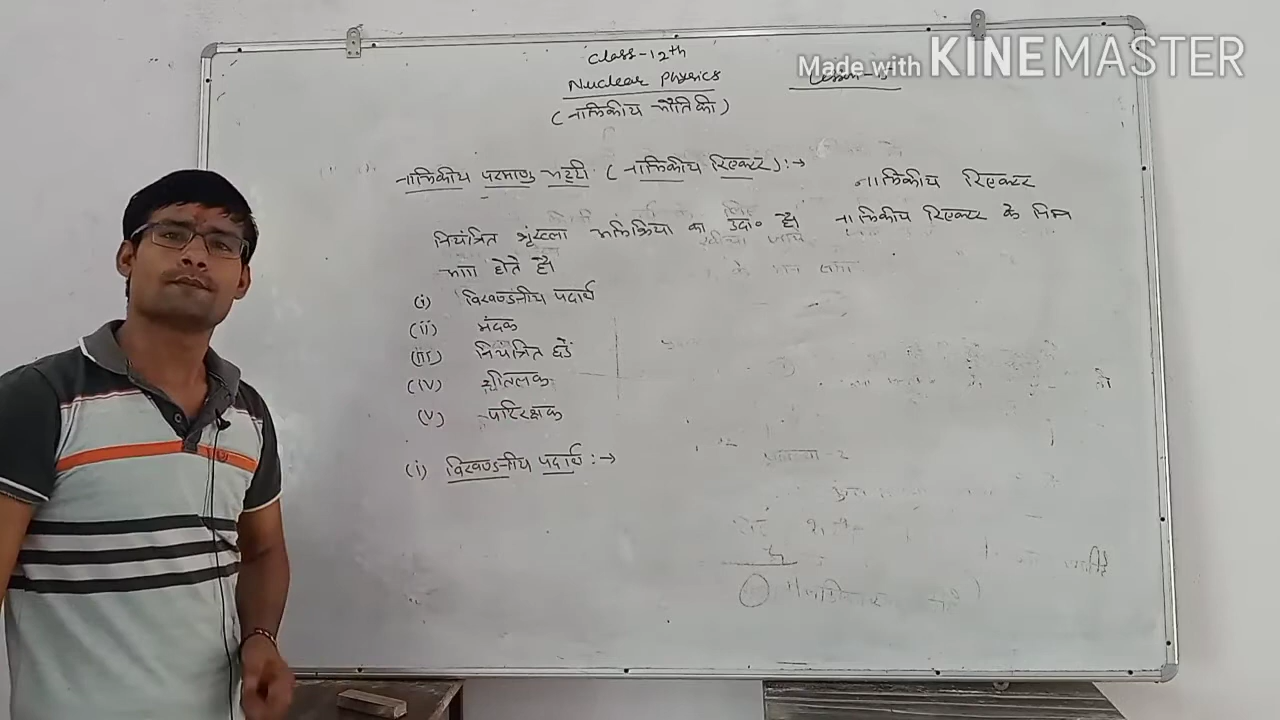 Class-12th
Made with KINEMASTER
Nuclear Physics
(नाभिकीय भौतिकी)
नाभिकीय परमाणु भट्टी (नाभिकीय रिएक्टर):→ नाभिकीय रिएक्टर
नियंत्रित श्रृंखला अभिक्रिया का उदा० है। नाभिकीय रिएक्टर के निम्न
भाग होते है।
(i) विखण्डनीय पदार्थ
(ii) मंदक
(iii) नियंत्रित छड़ें
(iv) शीतलक
(v) परिरक्षक
(i) विखण्डनीय पदार्थ:→